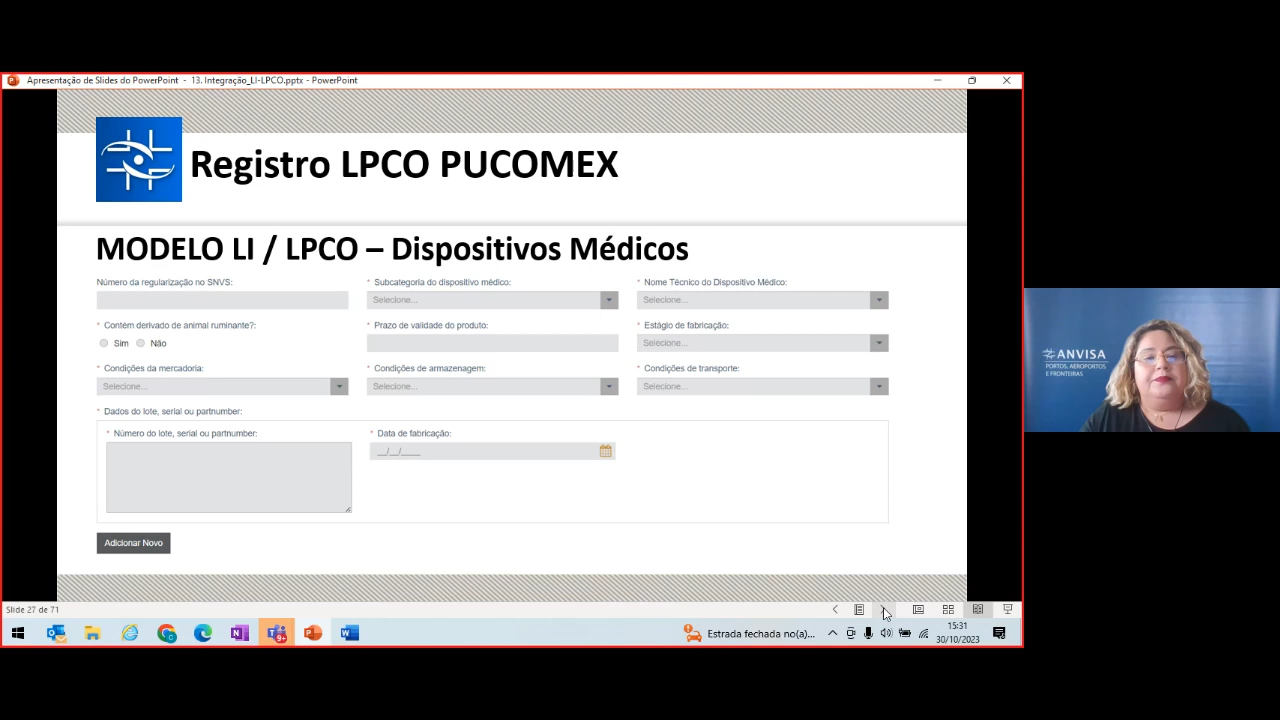 Apresentação de Slides do PowerPoint - 13. Integração_LI-LPCO.pptx - PowerPoint
Registro LPCO PUCOMEX
MODELO LI / LPCO – Dispositivos Médicos
Número da regularização no SNVS:
* Subcategoria do dispositivo médico:
* Nome Técnico do Dispositivo Médico:
Selecione...
Selecione...
* Contém derivado de animal ruminante?:
* Prazo de validade do produto:
* Estágio de fabricação:
Sim Não
Selecione...
* Condições da mercadoria:
* Condições de armazenagem:
* Condições de transporte:
Selecione...
Selecione...
Selecione...
* Dados do lote, serial ou partnumber:
* Número do lote, serial ou partnumber:
* Data de fabricação:
__/__/____
Adicionar Novo
ANVISA
PORTOS, AEROPORTOS
E FRONTEIRAS
Slide 27 de 71
9+
Estrada fechada no(a)...
15:31
30/10/2023